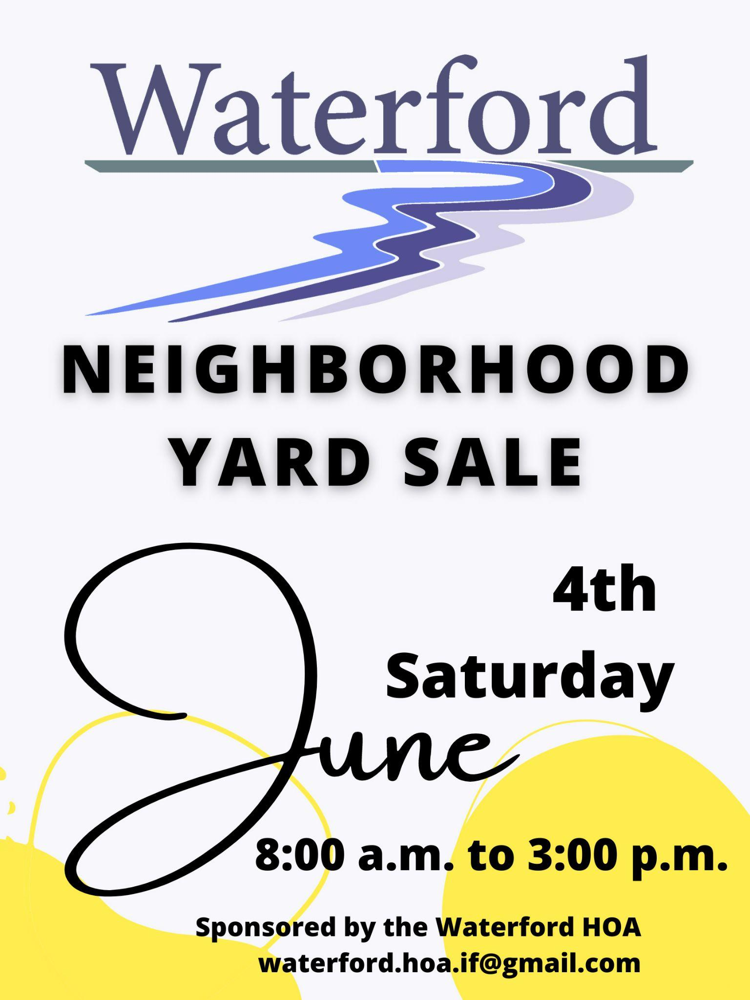 Waterford
NEIGHBORHOOD
YARD SALE
4th
Saturday
June
8:00 a.m. to 3:00 p.m.
Sponsored by the Waterford HOA
waterford.hoa.if@gmail.com